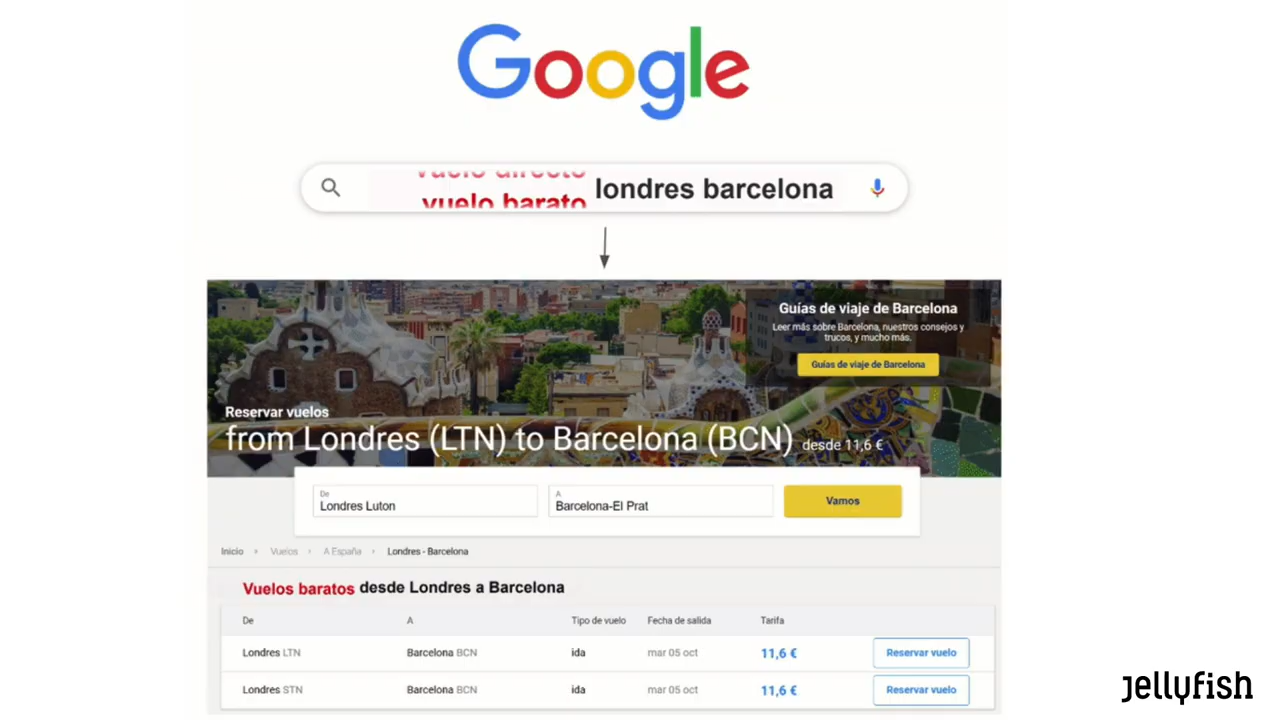 Google
vuelo directo
vuelo barato londres barcelona
Guías de viaje de Barcelona
Leer más sobre Barcelona, nuestros consejos y
trucos, y mucho más.
Guías de viaje de Barcelona
Reservar vuelos
from Londres (LTN) to Barcelona (BCN) desde 11,6 €
De A
Londres Luton Barcelona-El Prat Vamos
Inicio > Vuelos > A España > Londres - Barcelona
Vuelos baratos desde Londres a Barcelona
De A Tipo de vuelo Fecha de salida Tarifa
Londres LTN Barcelona BCN ida mar 05 oct 11,6 € Reservar vuelo
Londres STN Barcelona BCN ida mar 05 oct 11,6 € Reservar vuelo
jellyfish